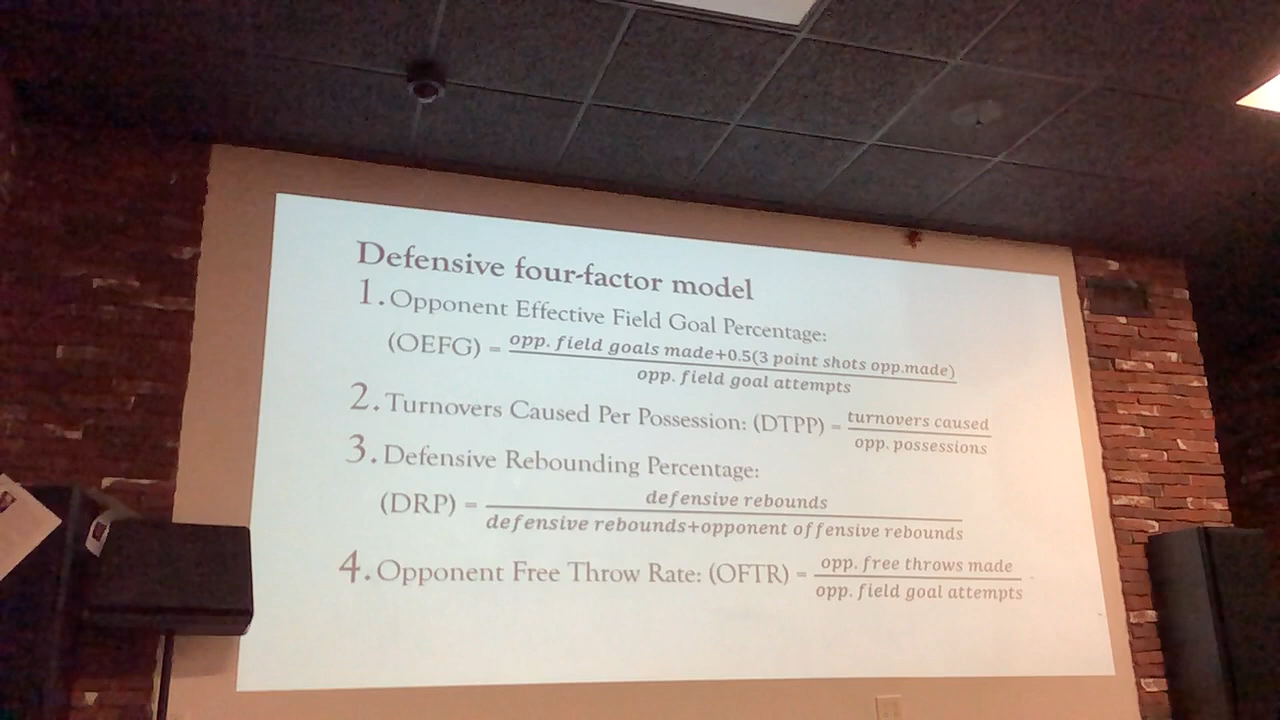 Defensive four-factor model
1. Opponent Effective Field Goal Percentage:
(OEFG) = opp. field goals made+0.5(3 point shots opp.made)
opp. field goal attempts
2. Turnovers Caused Per Possession: (DTPP) = turnovers caused
opp. possessions
3. Defensive Rebounding Percentage:
(DRP) = defensive rebounds
defensive rebounds+opponent offensive rebounds
4. Opponent Free Throw Rate: (OFTR) = opp. free throws made
opp. field goal attempts